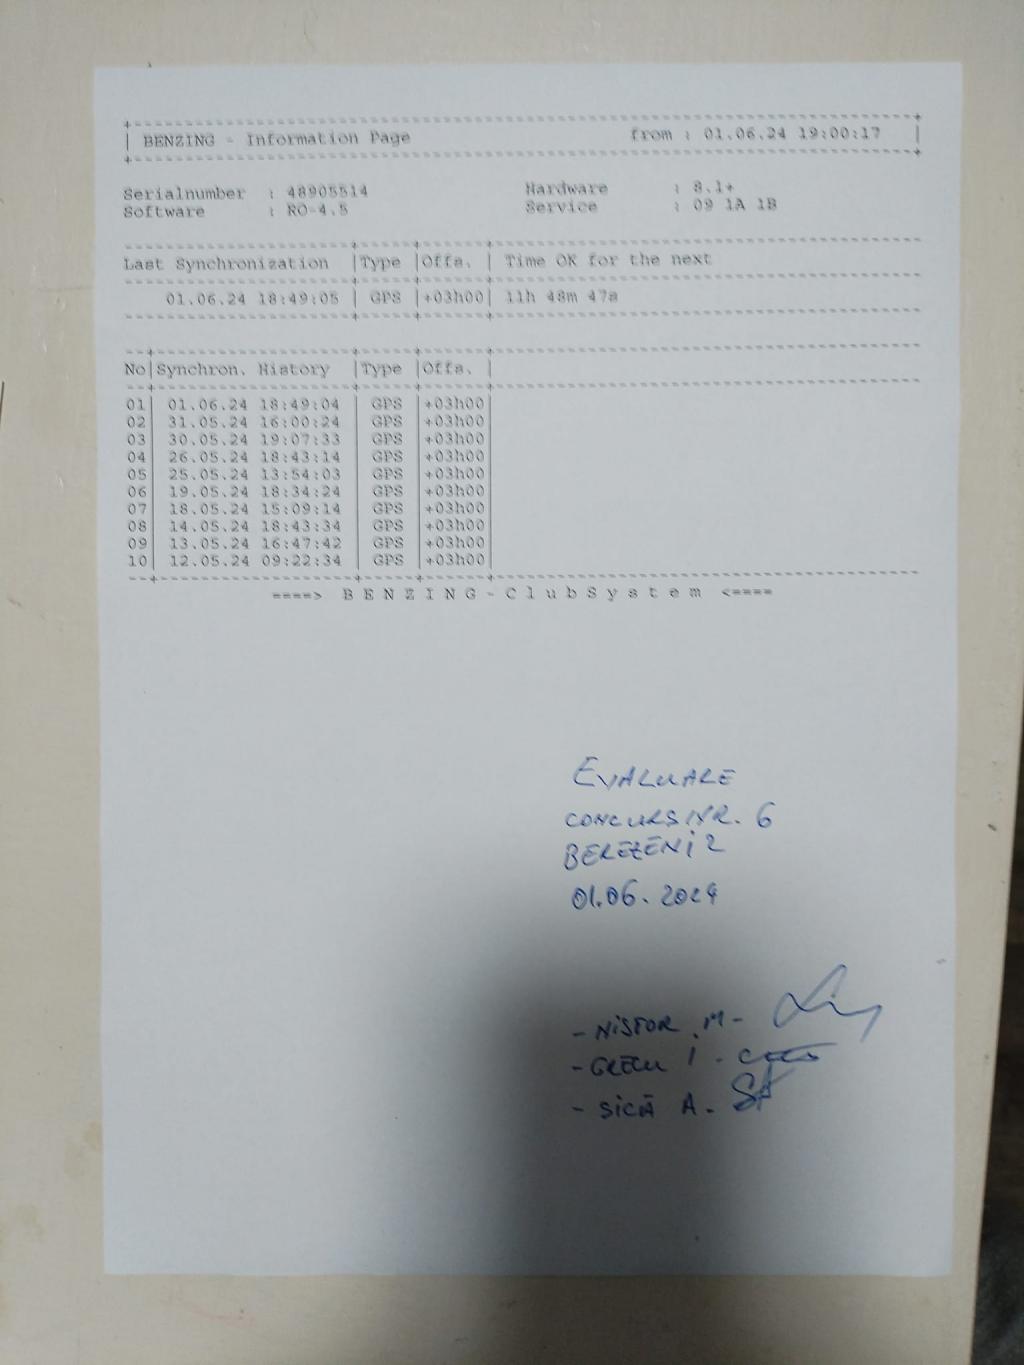 BENZING - Information Page from : 01.06.24 19:00:17
Serialnumber : 48905514 Hardware : 8.1+
Software : RO-4.5 Service : 09 1A 1B
Last Synchronization |Type |Offs. | Time OK for the next
01.06.24 18:49:05 | GPS |+03h00| 11h 48m 47s
No|Synchron. History |Type |Offs. |
01| 01.06.24 18:49:04 | GPS |+03h00|
02| 31.05.24 16:00:24 | GPS |+03h00|
03| 30.05.24 19:07:33 | GPS |+03h00|
04| 26.05.24 18:43:14 | GPS |+03h00|
05| 25.05.24 13:54:03 | GPS |+03h00|
06| 19.05.24 18:34:24 | GPS |+03h00|
07| 18.05.24 15:09:14 | GPS |+03h00|
08| 14.05.24 18:43:34 | GPS |+03h00|
09| 13.05.24 16:47:42 | GPS |+03h00|
10| 12.05.24 09:22:34 | GPS |+03h00|
====> B E N Z I N G - C l u b S y s t e m <====
EVALUARE
CONCURS NR. 6
BEREZENI 2
01.06.2024
- NISTOR M -
- GRECU I -
- SICĂ A.